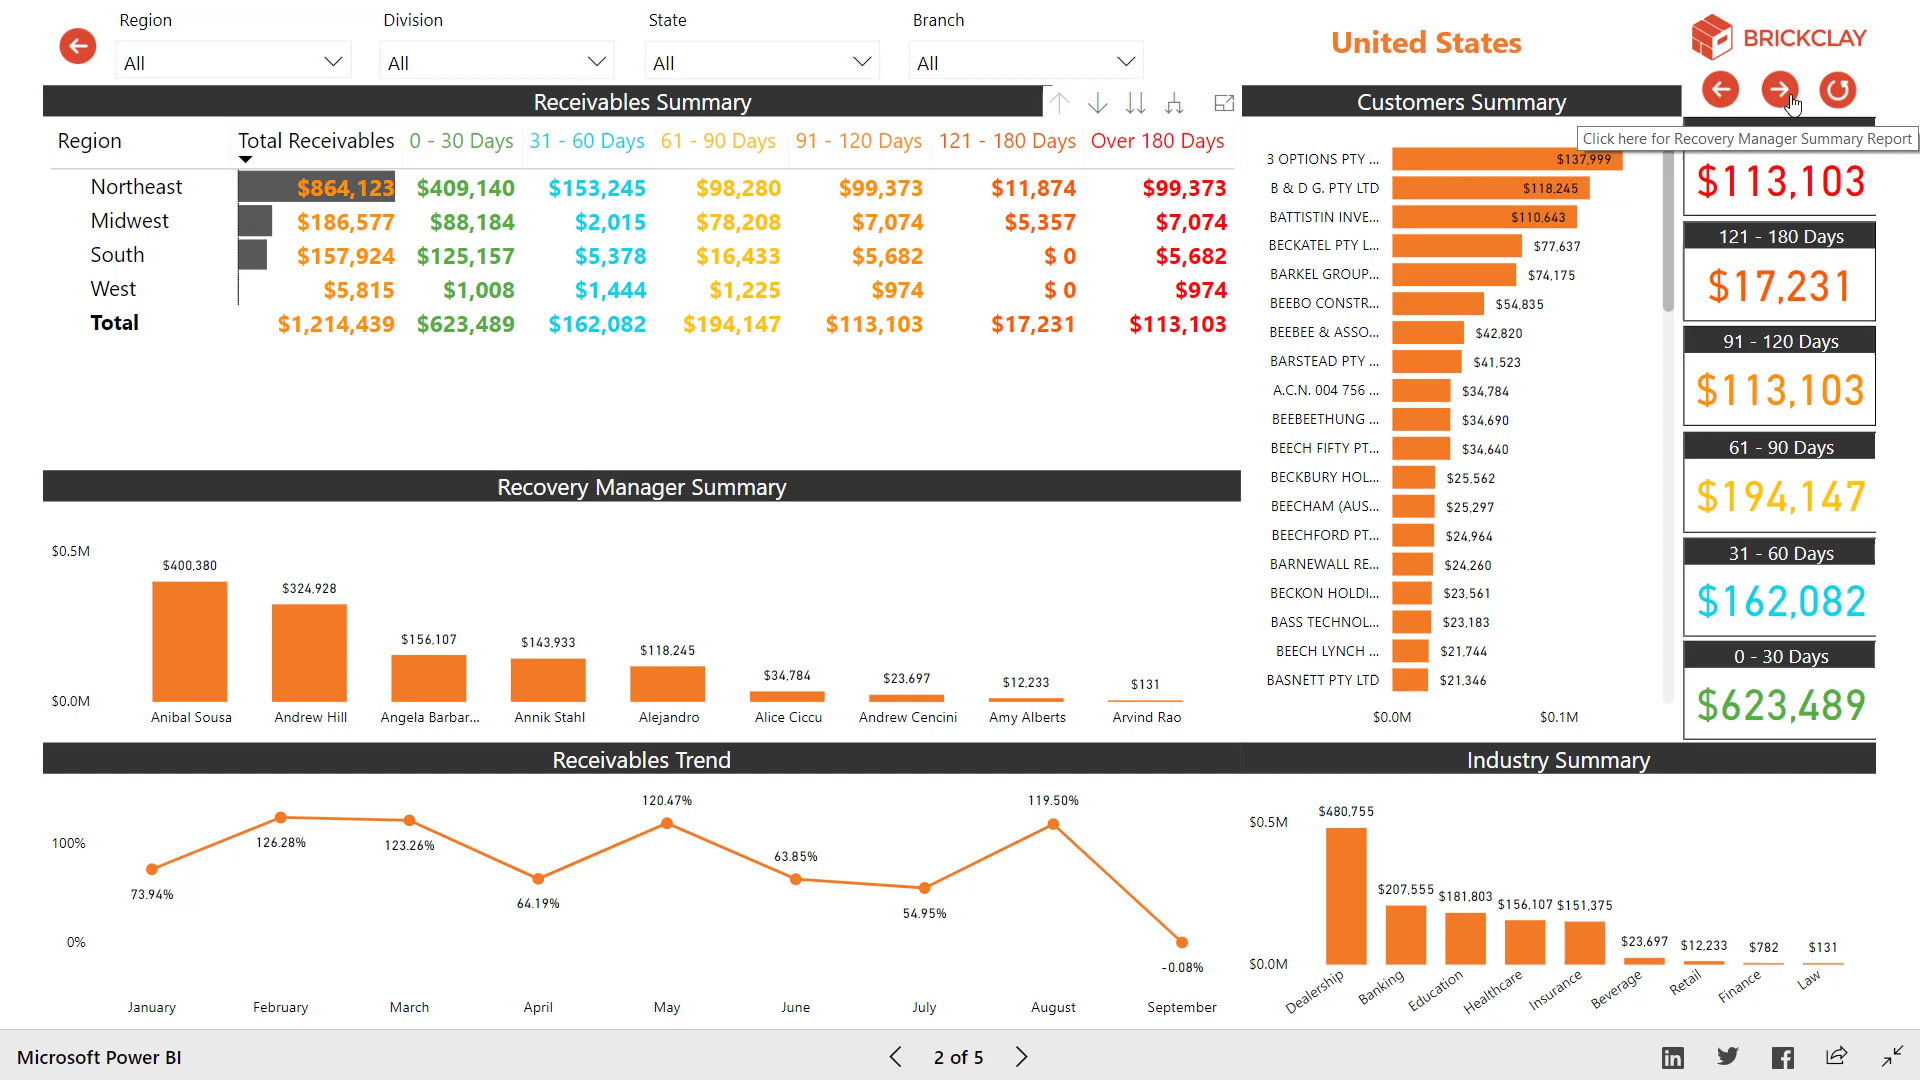 Region Division State Branch
All All All All
United States
BRICKCLAY
Receivables Summary
Region Total Receivables 0 - 30 Days 31 - 60 Days 61 - 90 Days 91 - 120 Days 121 - 180 Days Over 180 Days
Northeast $864,123 $409,140 $153,245 $98,280 $99,373 $11,874 $99,373
Midwest $186,577 $88,184 $2,015 $78,208 $7,074 $5,357 $7,074
South $157,924 $125,157 $5,378 $16,433 $5,682 $ 0 $5,682
West $5,815 $1,008 $1,444 $1,225 $974 $ 0 $974
Total $1,214,439 $623,489 $162,082 $194,147 $113,103 $17,231 $113,103
Customers Summary
Click here for Recovery Manager Summary Report
3 OPTIONS PTY ... $137,999
B & D G. PTY LTD $118,245
BATTISTIN INVE... $110,643
BECKATEL PTY L... $77,637
BARKEL GROUP... $74,175
BEEBO CONSTR... $54,835
BEEBEE & ASSO... $42,820
BARSTEAD PTY ... $41,523
A.C.N. 004 756 ... $34,784
BEEBEETHUNG ... $34,690
BEECH FIFTY PT... $34,640
BECKBURY HOL... $25,562
BEECHAM (AUS... $25,297
BEECHFORD PT... $24,964
BARNEWALL RE... $24,260
BECKON HOLDI... $23,561
BASS TECHNOL... $23,183
BEECH LYNCH ... $21,744
BASNETT PTY LTD $21,346
$0.0M $0.1M
$113,103
121 - 180 Days
$17,231
91 - 120 Days
$113,103
61 - 90 Days
$194,147
31 - 60 Days
$162,082
0 - 30 Days
$623,489
Recovery Manager Summary
$0.5M
$0.0M
$400,380 $324,928 $156,107 $143,933 $118,245 $34,784 $23,697 $12,233 $131
Anibal Sousa Andrew Hill Angela Barbar... Annik Stahl Alejandro Alice Ciccu Andrew Cencini Amy Alberts Arvind Rao
Receivables Trend
100%
0%
73.94% 126.28% 123.26% 64.19% 120.47% 63.85% 54.95% 119.50% -0.08%
January February March April May June July August September
Industry Summary
$0.5M
$0.0M
$480,755 $207,555 $181,803 $156,107 $151,375 $23,697 $12,233 $782 $131
Dealership Banking Education Healthcare Insurance Beverage Retail Finance Law
Microsoft Power BI 2 of 5